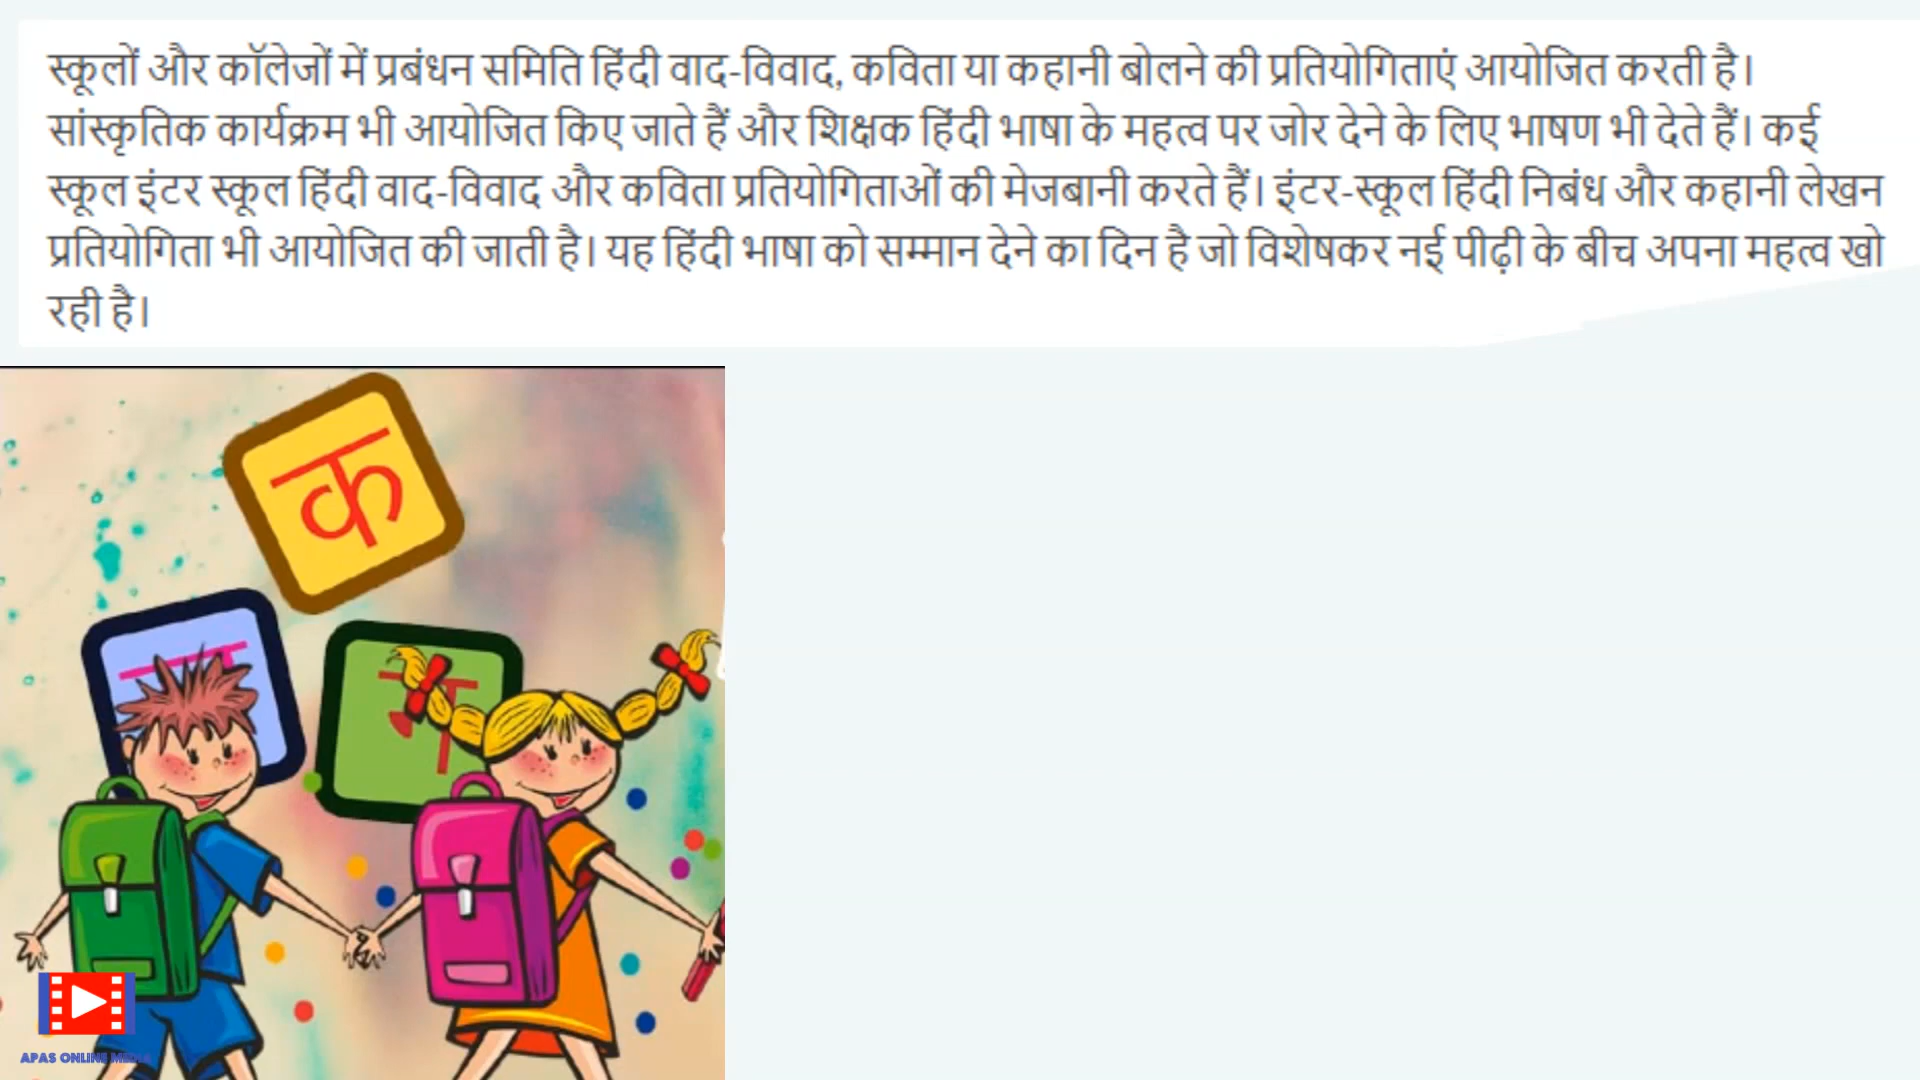 स्कूलों और कॉलेजों में प्रबंधन समिति हिंदी वाद-विवाद, कविता या कहानी बोलने की प्रतियोगिताएं आयोजित करती है।
सांस्कृतिक कार्यक्रम भी आयोजित किए जाते हैं और शिक्षक हिंदी भाषा के महत्व पर जोर देने के लिए भाषण भी देते हैं। कई
स्कूल इंटर स्कूल हिंदी वाद-विवाद और कविता प्रतियोगिताओं की मेजबानी करते हैं। इंटर-स्कूल हिंदी निबंध और कहानी लेखन
प्रतियोगिता भी आयोजित की जाती है। यह हिंदी भाषा को सम्मान देने का दिन है जो विशेषकर नई पीढ़ी के बीच अपना महत्व खो
रही है।
क
APAS ONLINE MEDIA